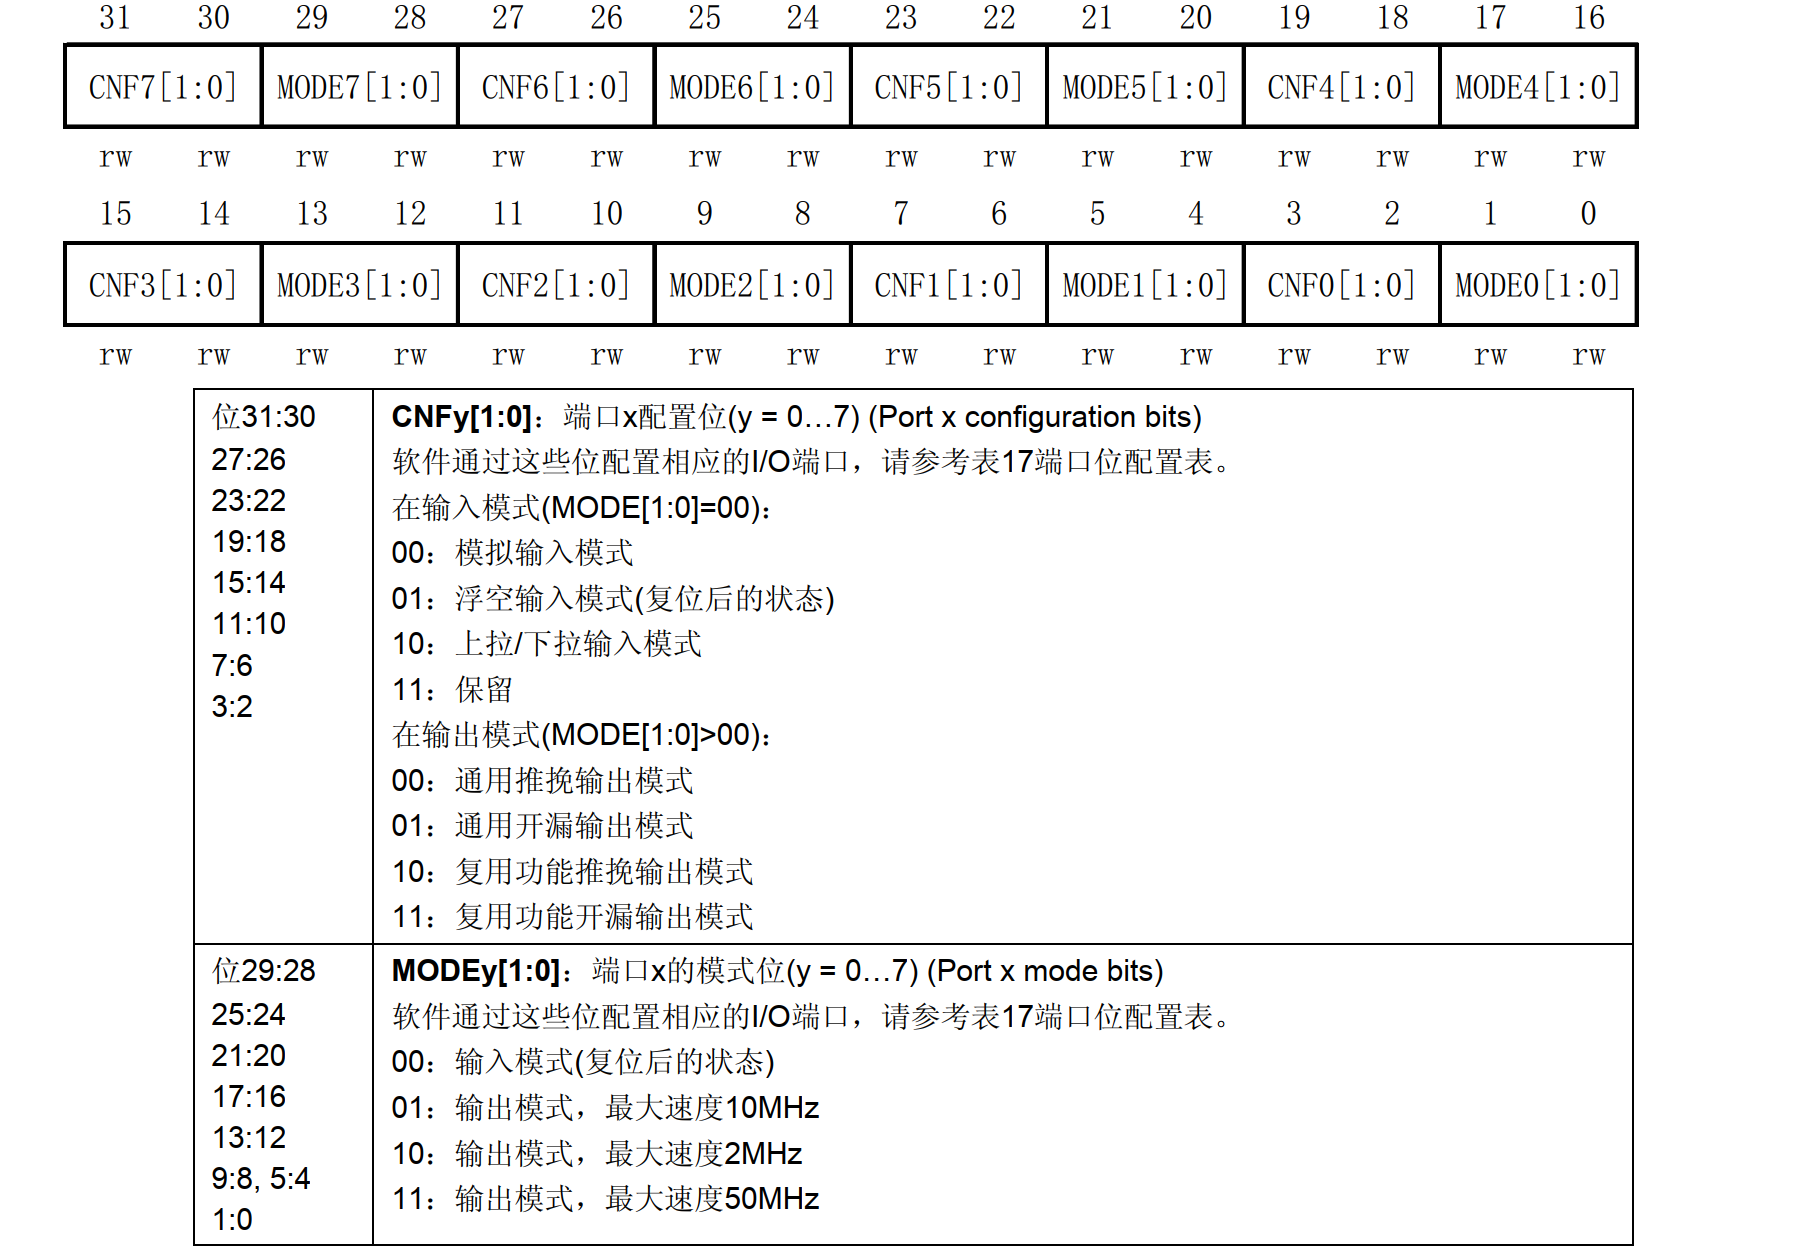 31 30 29 28 27 26 25 24 23 22 21 20 19 18 17 16
CNF7[1:0] MODE7[1:0] CNF6[1:0] MODE6[1:0] CNF5[1:0] MODE5[1:0] CNF4[1:0] MODE4[1:0]
rw rw rw rw rw rw rw rw rw rw rw rw rw rw rw rw
15 14 13 12 11 10 9 8 7 6 5 4 3 2 1 0
CNF3[1:0] MODE3[1:0] CNF2[1:0] MODE2[1:0] CNF1[1:0] MODE1[1:0] CNF0[1:0] MODE0[1:0]
rw rw rw rw rw rw rw rw rw rw rw rw rw rw rw rw
位31:30
27:26
23:22
19:18
15:14
11:10
7:6
3:2
CNFy[1:0]：端口x配置位(y = 0…7) (Port x configuration bits)
软件通过这些位配置相应的I/O端口，请参考表17端口位配置表。
在输入模式(MODE[1:0]=00)：
00：模拟输入模式
01：浮空输入模式(复位后的状态)
10：上拉/下拉输入模式
11：保留
在输出模式(MODE[1:0]>00)：
00：通用推挽输出模式
01：通用开漏输出模式
10：复用功能推挽输出模式
11：复用功能开漏输出模式
位29:28
25:24
21:20
17:16
13:12
9:8, 5:4
1:0
MODEy[1:0]：端口x的模式位(y = 0…7) (Port x mode bits)
软件通过这些位配置相应的I/O端口，请参考表17端口位配置表。
00：输入模式(复位后的状态)
01：输出模式，最大速度10MHz
10：输出模式，最大速度2MHz
11：输出模式，最大速度50MHz